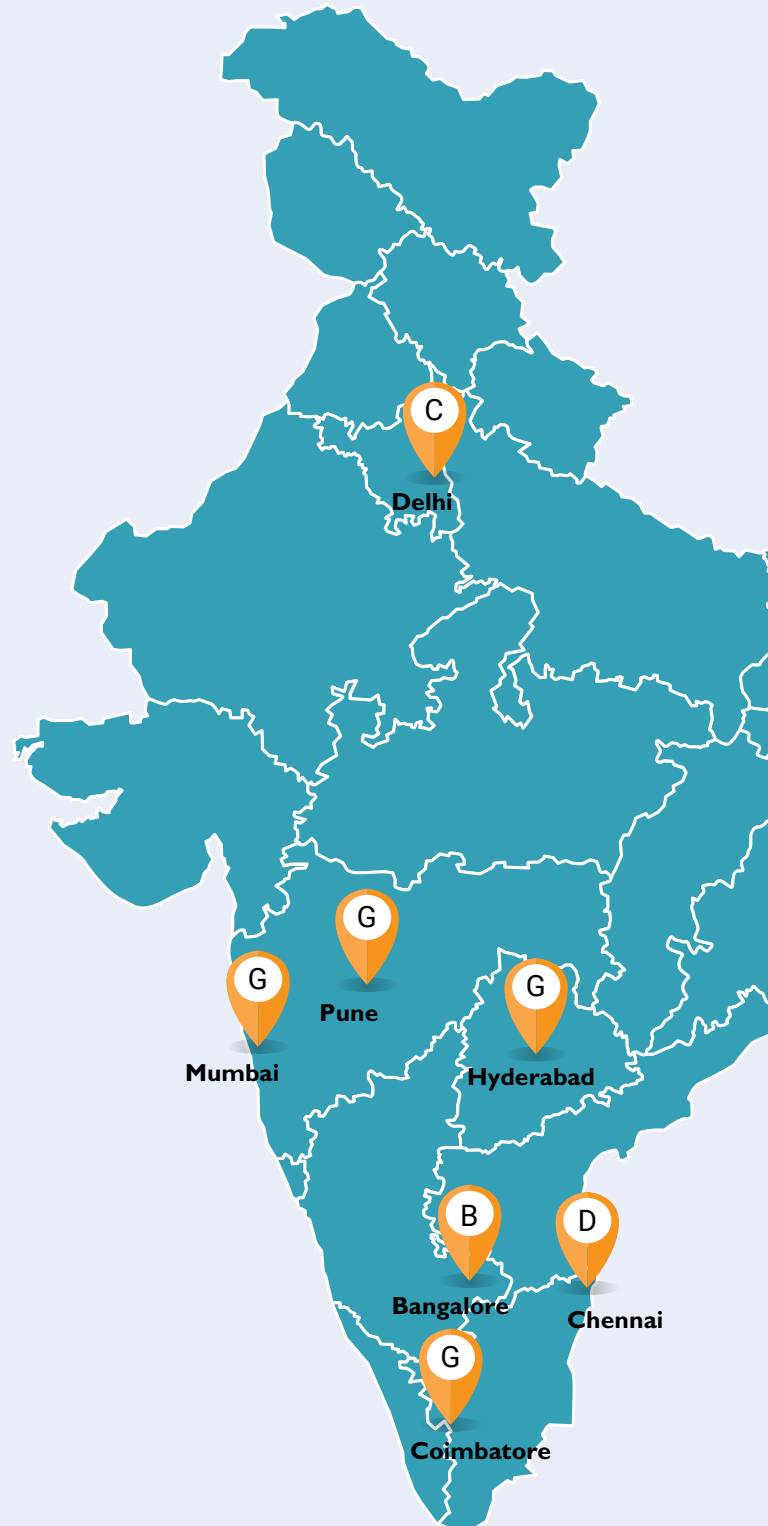 C
Delhi
G
Pune
G
Mumbai
G
Hyderabad
B
Bangalore
D
Chennai
G
Coimbatore